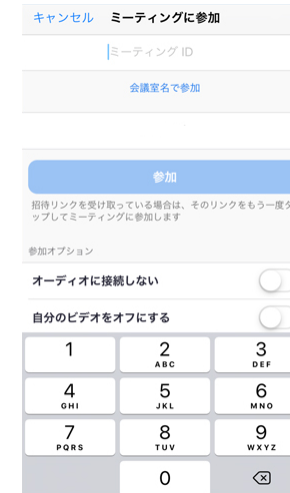 キャンセル ミーティングに参加
ミーティング ID
会議室名で参加
参加
招待リンクを受け取っている場合は、そのリンクをもう一度タ
ップしてミーティングに参加します
参加オプション
オーディオに接続しない
自分のビデオをオフにする
1 2 3
ABC DEF
4 5 6
GHI JKL MNO
7 8 9
PQRS TUV WXYZ
0